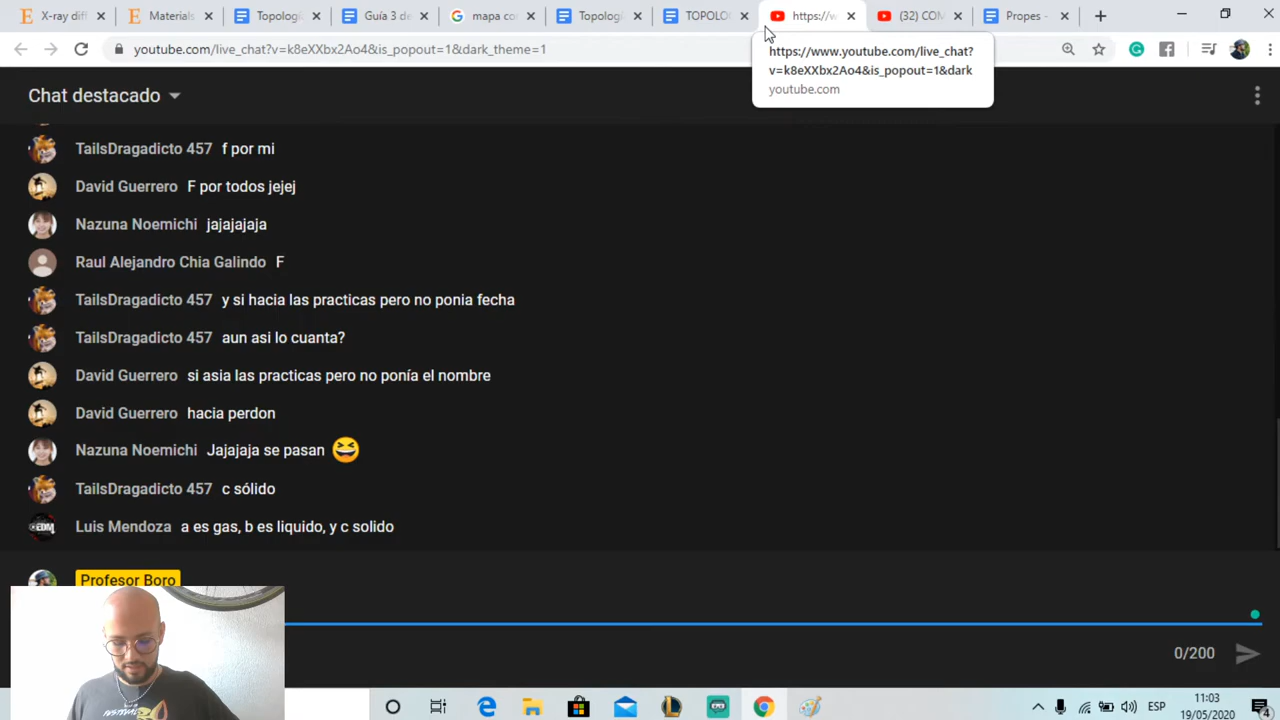 X-ray diff
Materials
Topolog
Guía 3 de
mapa c
Topolog
TOPOLO
https://w
(32) CO
Propes
youtube.com/live_chat?v=k8eXXbx2Ao4&is_popout=1&dark_theme=1
https://www.youtube.com/live_chat?
v=k8eXXbx2Ao4&is_popout=1&dark
youtube.com
Chat destacado
TailsDragadicto 457 f por mi
David Guerrero F por todos jejej
Nazuna Noemichi jajajajaja
Raul Alejandro Chia Galindo F
TailsDragadicto 457 y si hacia las practicas pero no ponia fecha
TailsDragadicto 457 aun asi lo cuanta?
David Guerrero si asia las practicas pero no ponía el nombre
David Guerrero hacia perdon
Nazuna Noemichi Jajajaja se pasan
TailsDragadicto 457 c sólido
Luis Mendoza a es gas, b es liquido, y c solido
Profesor Boro
0/200
ESP
11:03
19/05/2020
4